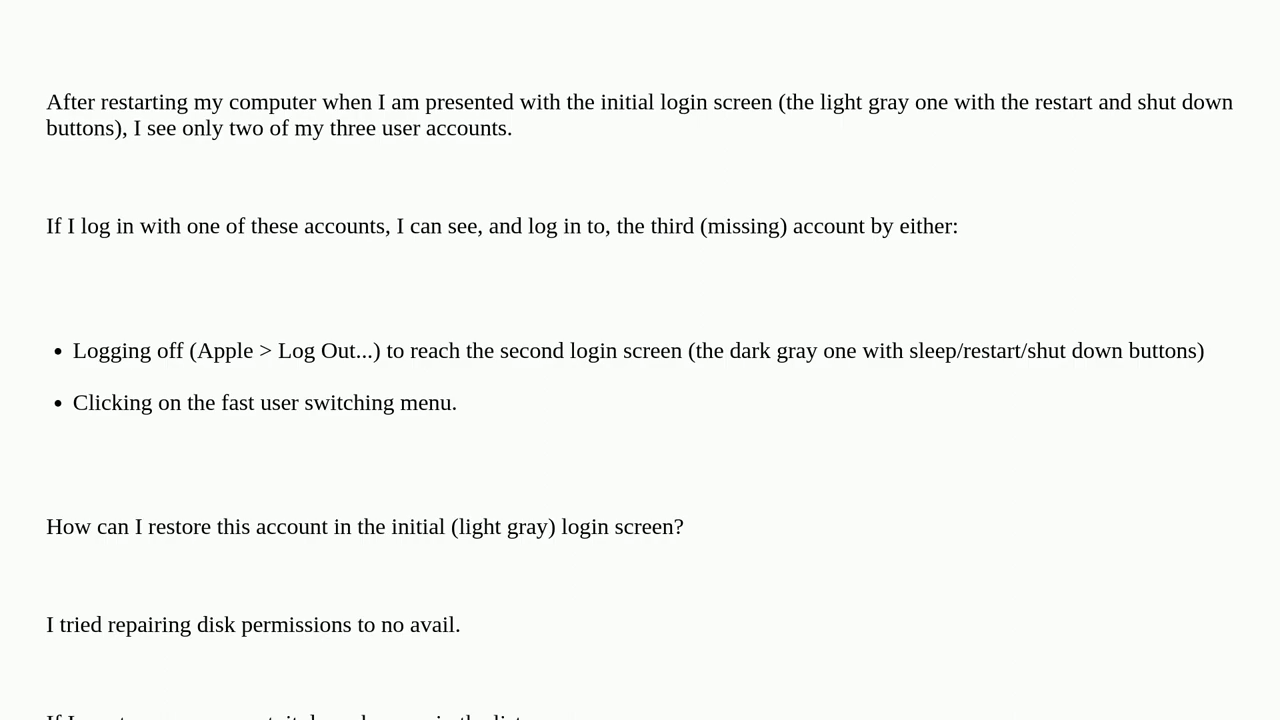 After restarting my computer when I am presented with the initial login screen (the light gray one with the restart and shut down
buttons), I see only two of my three user accounts.
If I log in with one of these accounts, I can see, and log in to, the third (missing) account by either:
• Logging off (Apple > Log Out...) to reach the second login screen (the dark gray one with sleep/restart/shut down buttons)
• Clicking on the fast user switching menu.
How can I restore this account in the initial (light gray) login screen?
I tried repairing disk permissions to no avail.